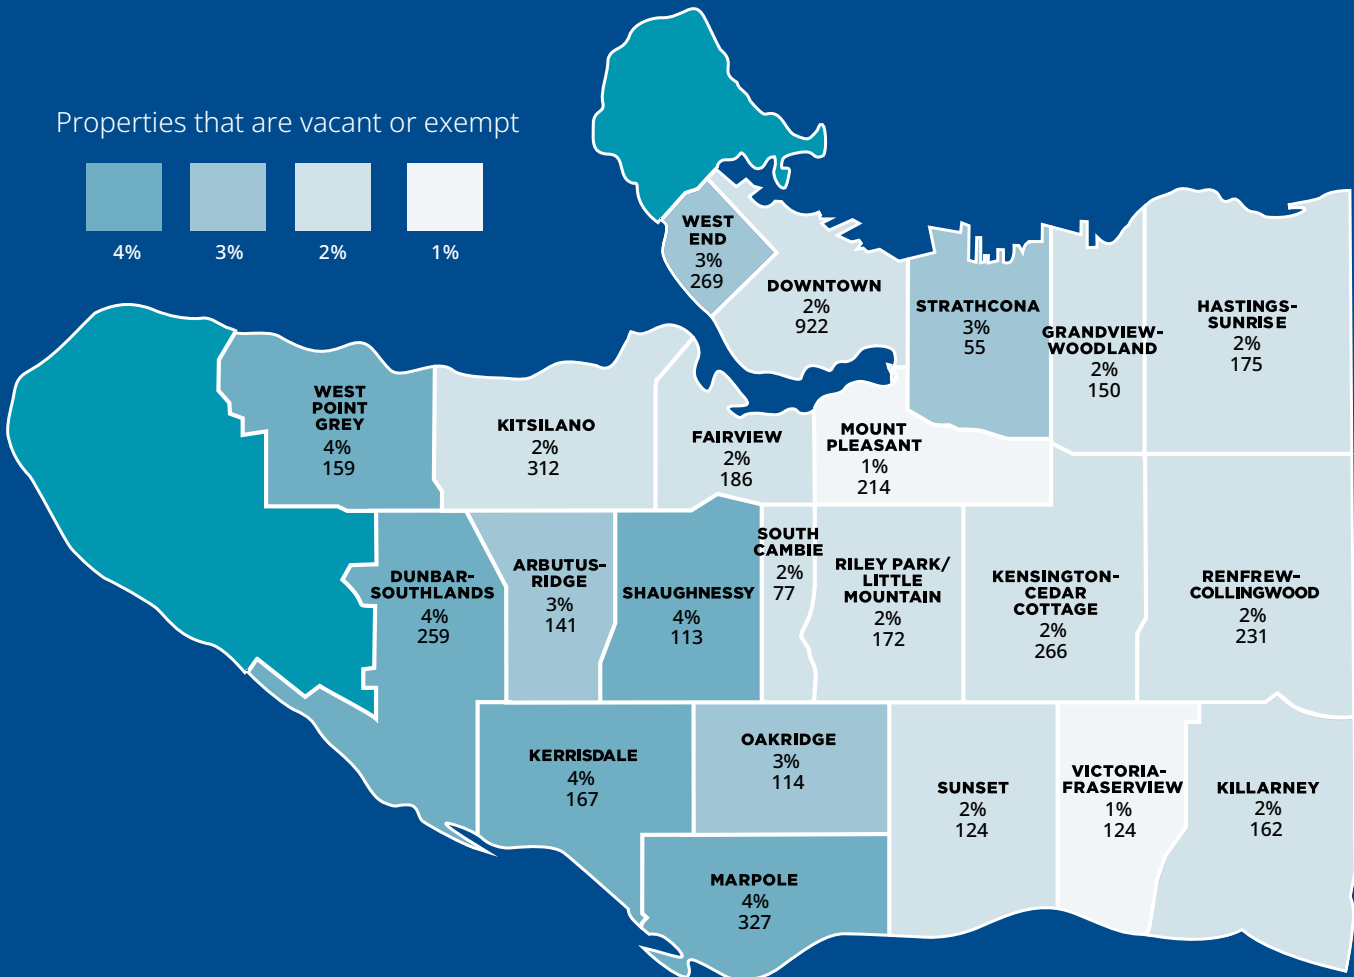 Properties that are vacant or exempt
4%
3%
2%
1%
WEST
END
3%
269
DOWNTOWN
2%
922
STRATHCONA
3%
55
GRANDVIEW-
WOODLAND
2%
150
HASTINGS-
SUNRISE
2%
175
WEST
POINT
GREY
4%
159
KITSILANO
2%
312
FAIRVIEW
2%
186
MOUNT
PLEASANT
1%
214
DUNBAR-
SOUTHLANDS
4%
259
ARBUTUS-
RIDGE
3%
141
SHAUGHNESSY
4%
113
SOUTH
CAMBIE
2%
77
RILEY PARK/
LITTLE
MOUNTAIN
2%
172
KENSINGTON-
CEDAR
COTTAGE
2%
266
RENFREW-
COLLINGWOOD
2%
231
KERRISDALE
4%
167
OAKRIDGE
3%
114
SUNSET
2%
124
VICTORIA-
FRASERVIEW
1%
124
KILLARNEY
2%
162
MARPOLE
4%
327